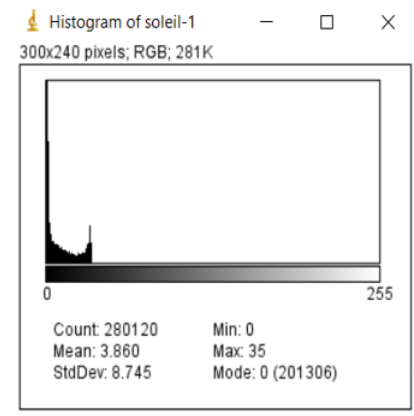 Histogram of soleil-1
300x240 pixels; RGB; 281K
0 255
Count: 280120 Min: 0
Mean: 3.860 Max: 35
StdDev: 8.745 Mode: 0 (201306)